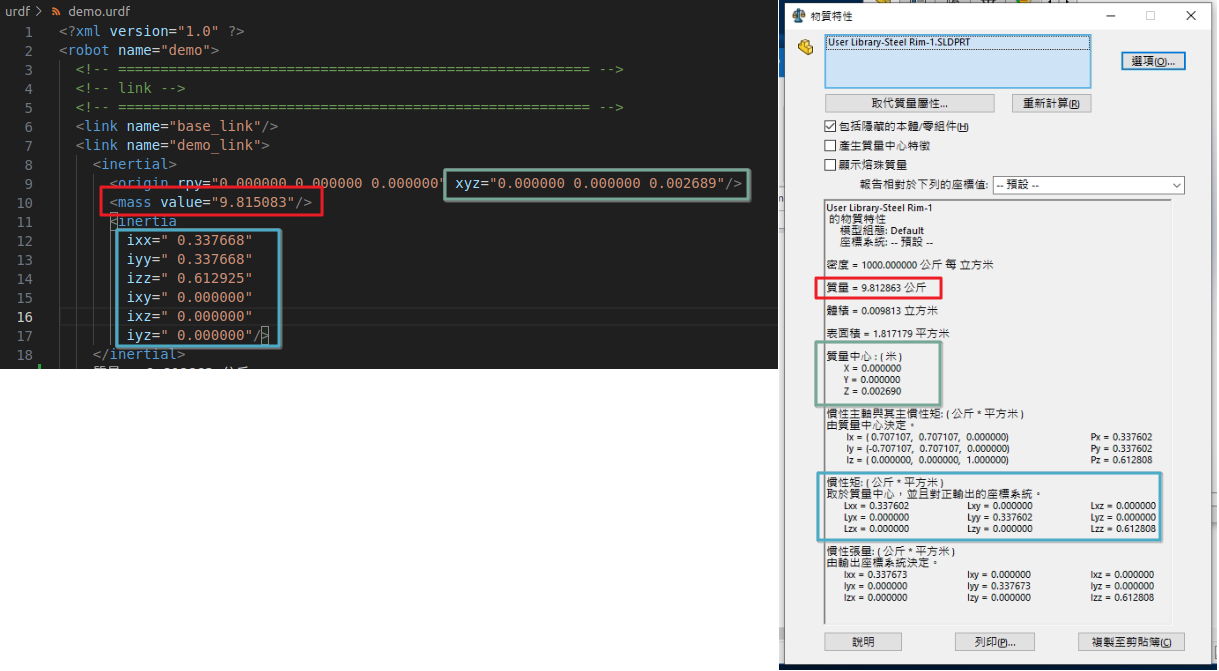 urdf > demo.urdf
1 <?xml version="1.0" ?>
2 <robot name="demo">
3 <!-- ======================================================== -->
4 <!-- link -->
5 <!-- ======================================================== -->
6 <link name="base_link"/>
7 <link name="demo_link">
8 <inertial>
9 <origin rpy="0.000000 0.000000 0.000000" xyz="0.000000 0.000000 0.002689"/>
10 <mass value="9.815083"/>
11 <inertia
12 ixx=" 0.337668"
13 iyy=" 0.337668"
14 izz=" 0.612925"
15 ixy=" 0.000000"
16 ixz=" 0.000000"
17 iyz=" 0.000000"/>
18 </inertial>
物質特性
User Library-Steel Rim-1.SLDPRT
選項(O)...
取代質量屬性... 重新計算(R)
包括隱藏的本體/零組件(H)
產生質量中心特徵
顯示熔珠質量
報告相對於下列的座標值: -- 預設 --
User Library-Steel Rim-1
的物質特性
模型組態: Default
座標系統: -- 預設 --
密度 = 1000.000000 公斤 每 立方米
質量 = 9.812863 公斤
體積 = 0.009813 立方米
表面積 = 1.817179 平方米
質量中心 : ( 米 )
X = 0.000000
Y = 0.000000
Z = 0.002690
慣性主軸與其主慣性矩: ( 公斤 * 平方米 )
由質量中心決定。
Ix = ( 0.707107, 0.707107, 0.000000) Px = 0.337602
Iy = (-0.707107, 0.707107, 0.000000) Py = 0.337602
Iz = ( 0.000000, 0.000000, 1.000000) Pz = 0.612808
慣性矩: ( 公斤 * 平方米 )
取於質量中心，並且對正輸出的座標系統。
Lxx = 0.337602 Lxy = 0.000000 Lxz = 0.000000
Lyx = 0.000000 Lyy = 0.337602 Lyz = 0.000000
Lzx = 0.000000 Lzy = 0.000000 Lzz = 0.612808
慣性張量: ( 公斤 * 平方米 )
由輸出座標系統決定。
Ixx = 0.337673 Ixy = 0.000000 Ixz = 0.000000
Iyx = 0.000000 Iyy = 0.337673 Iyz = 0.000000
Izx = 0.000000 Izy = 0.000000 Izz = 0.612808
說明 列印(P)... 複製至剪貼簿(C)